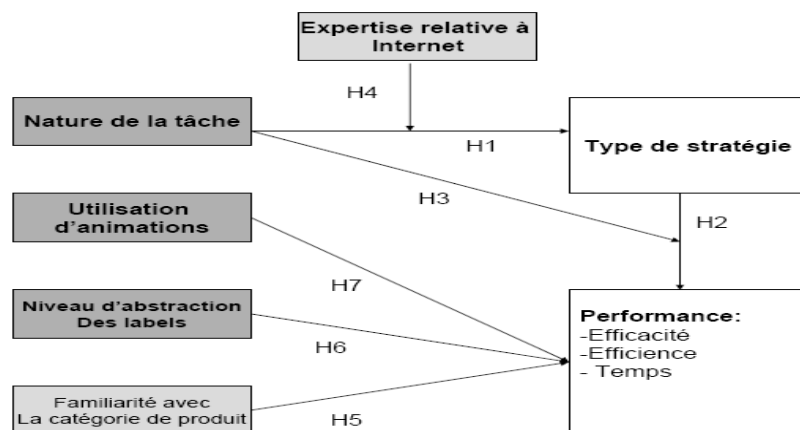 Expertise relative à
Internet
H4
Nature de la tâche
H1
Type de stratégie
H3
H2
Utilisation
d'animations
H7
Niveau d'abstraction
Des labels
H6
Performance:
-Efficacité
-Efficience
- Temps
Familiarité avec
La catégorie de produit
H5